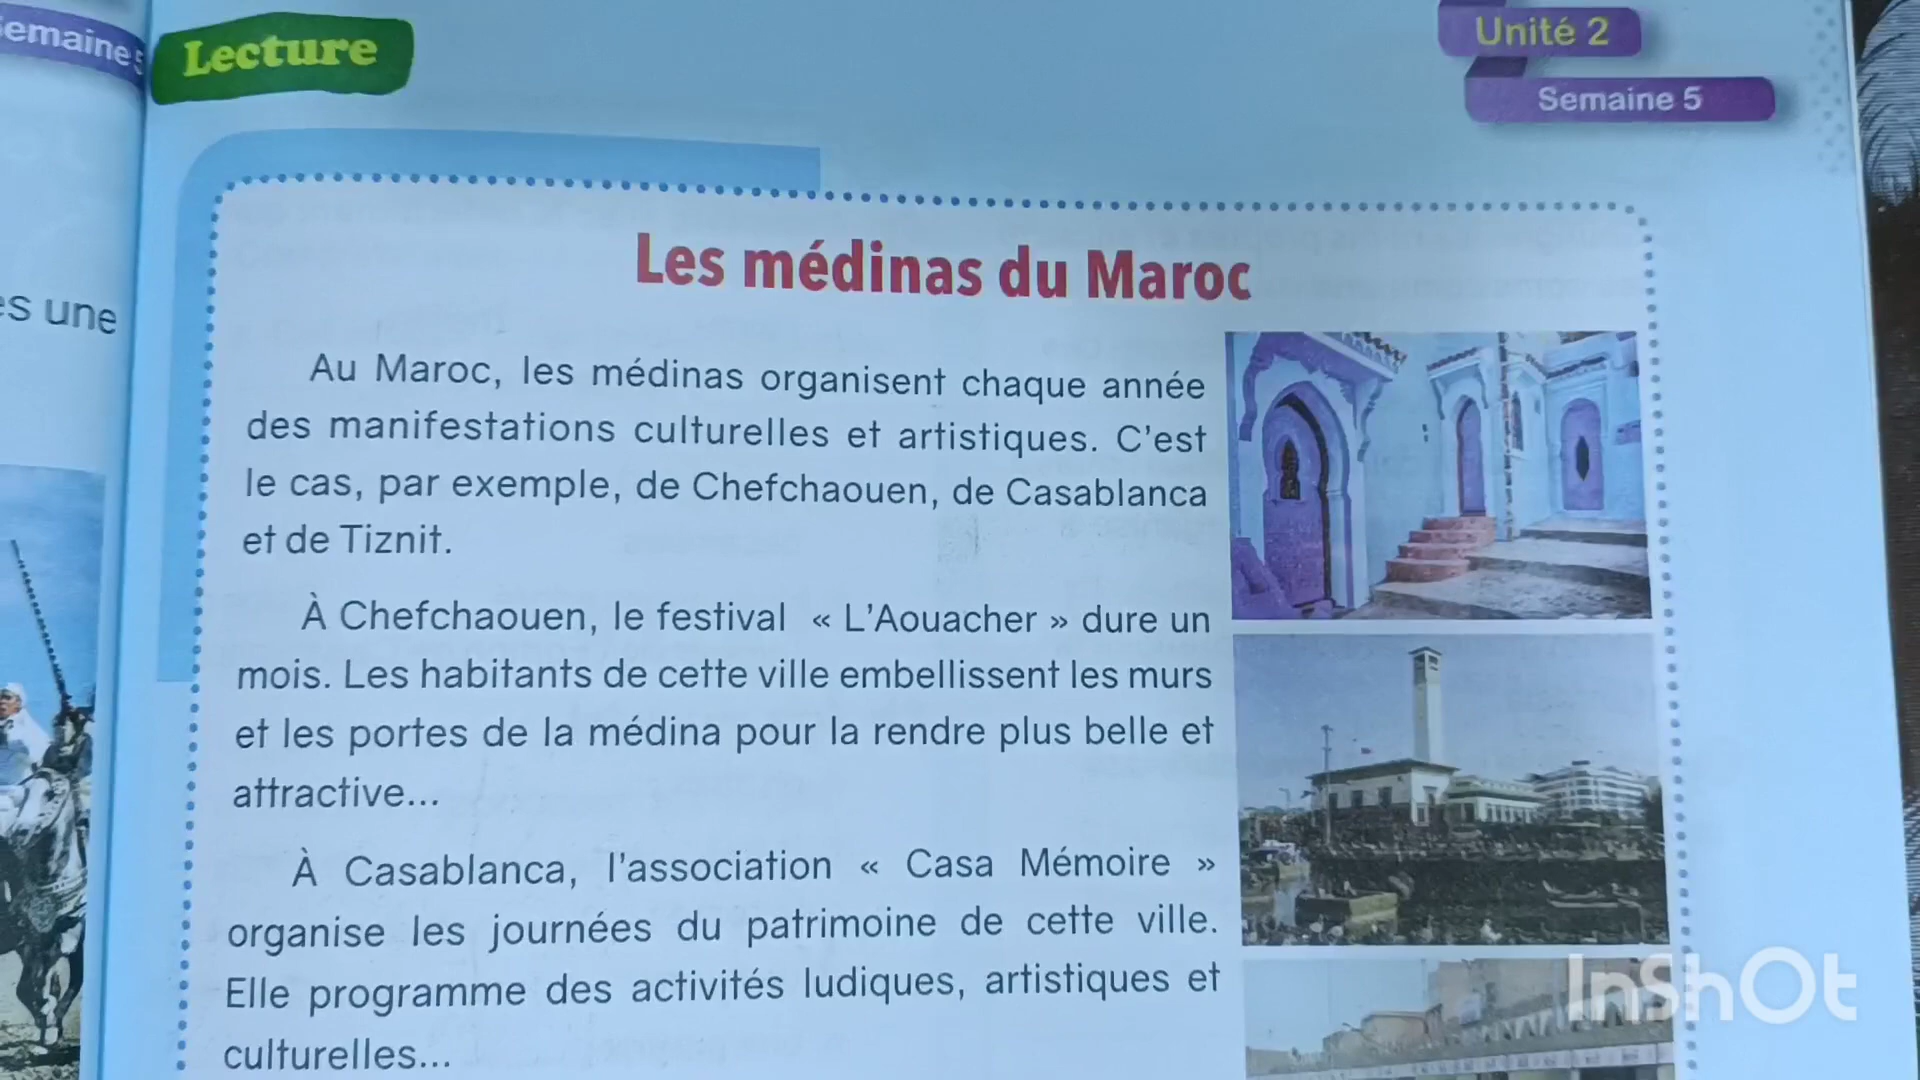 Semaine 5
Lecture
Unité 2
Semaine 5
une
Les médinas du Maroc
Au Maroc, les médinas organisent chaque année
des manifestations culturelles et artistiques. C'est
le cas, par exemple, de Chefchaouen, de Casablanca
et de Tiznit.
À Chefchaouen, le festival « L'Aouacher » dure un
mois. Les habitants de cette ville embellissent les murs
et les portes de la médina pour la rendre plus belle et
attractive...
À Casablanca, l'association « Casa Mémoire »
organise les journées du patrimoine de cette ville.
Elle programme des activités ludiques, artistiques et
culturelles...
InShOt